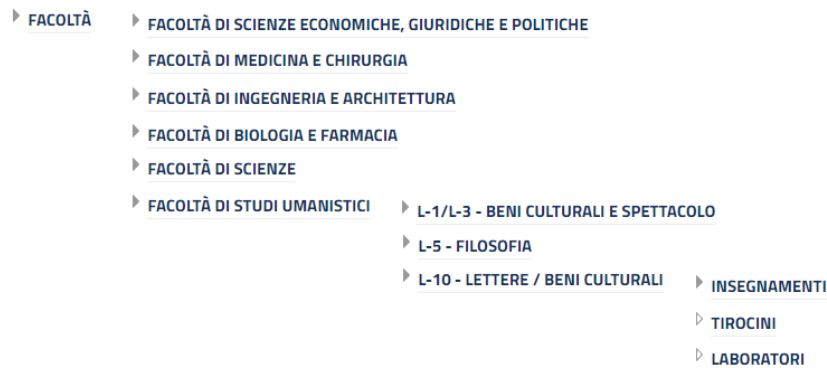 FACOLTÀ
FACOLTÀ DI SCIENZE ECONOMICHE, GIURIDICHE E POLITICHE
FACOLTÀ DI MEDICINA E CHIRURGIA
FACOLTÀ DI INGEGNERIA E ARCHITETTURA
FACOLTÀ DI BIOLOGIA E FARMACIA
FACOLTÀ DI SCIENZE
FACOLTÀ DI STUDI UMANISTICI
L-1/L-3 - BENI CULTURALI E SPETTACOLO
L-5 - FILOSOFIA
L-10 - LETTERE / BENI CULTURALI
INSEGNAMENTI
TIROCINI
LABORATORI